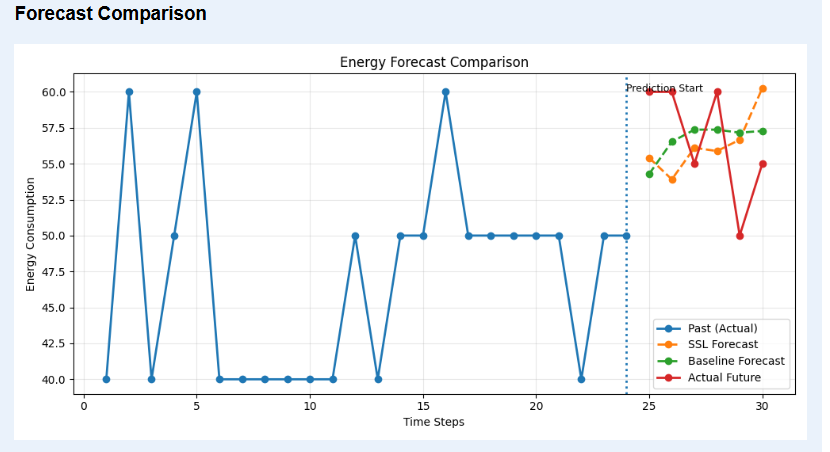 Forecast Comparison
Energy Forecast Comparison
Prediction Start
60.0
57.5
55.0
52.5
50.0
47.5
45.0
42.5
40.0
Energy Consumption
Past (Actual)
SSL Forecast
Baseline Forecast
Actual Future
0 5 10 15 20 25 30
Time Steps